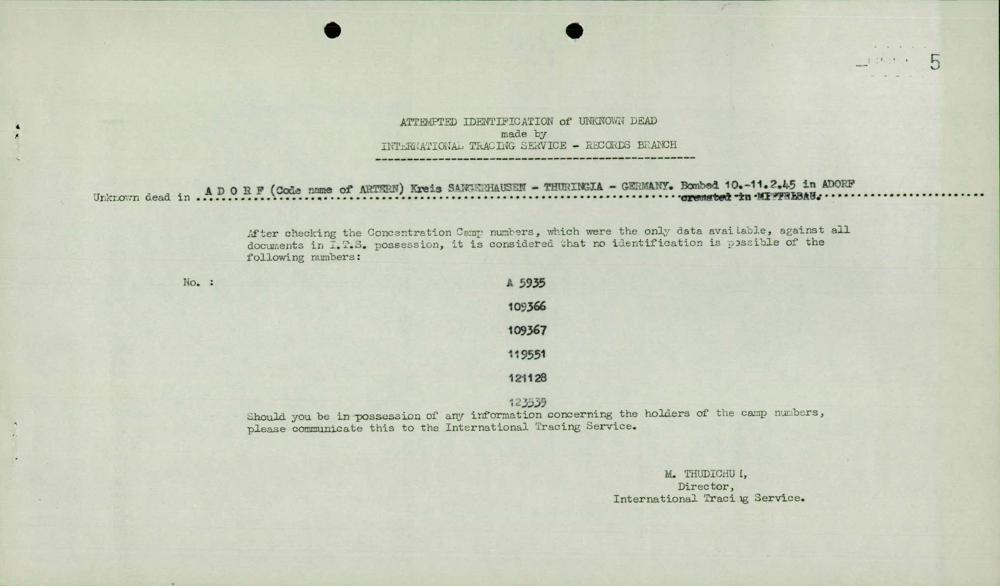 5
ATTEMPTED IDENTIFICATION of UNKNOWN DEAD
made by
INTERNATIONAL TRACING SERVICE - RECORDS BRANCH
Unknown dead in A D O R F (Code name of ARTERN) Kreis SANGERHAUSEN - THURINGIA - GERMANY. Bombed 10.-11.2.45 in ADORF
cremated in MITTELBAU.
After checking the Concentration Camp numbers, which were the only data available, against all
documents in I.T.S. possession, it is considered that no identification is possible of the
following numbers:
No. :
A 5935
109366
109367
119551
121128
123539
Should you be in possession of any information concerning the holders of the camp numbers,
please communicate this to the International Tracing Service.
M. THUDICHUM,
Director,
International Tracing Service.